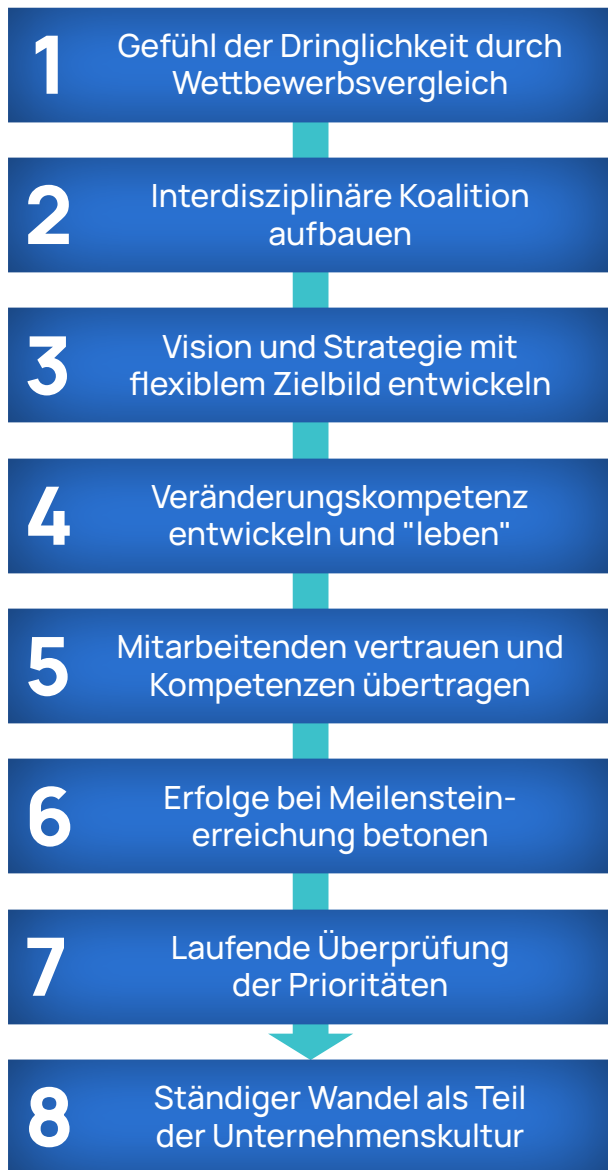 1
Gefühl der Dringlichkeit durch
Wettbewerbsvergleich
2
Interdisziplinäre Koalition
aufbauen
3
Vision und Strategie mit
flexiblem Zielbild entwickeln
4
Veränderungskompetenz
entwickeln und "leben"
5
Mitarbeitenden vertrauen und
Kompetenzen übertragen
6
Erfolge bei Meilenstein-
erreichung betonen
7
Laufende Überprüfung
der Prioritäten
8
Ständiger Wandel als Teil
der Unternehmenskultur